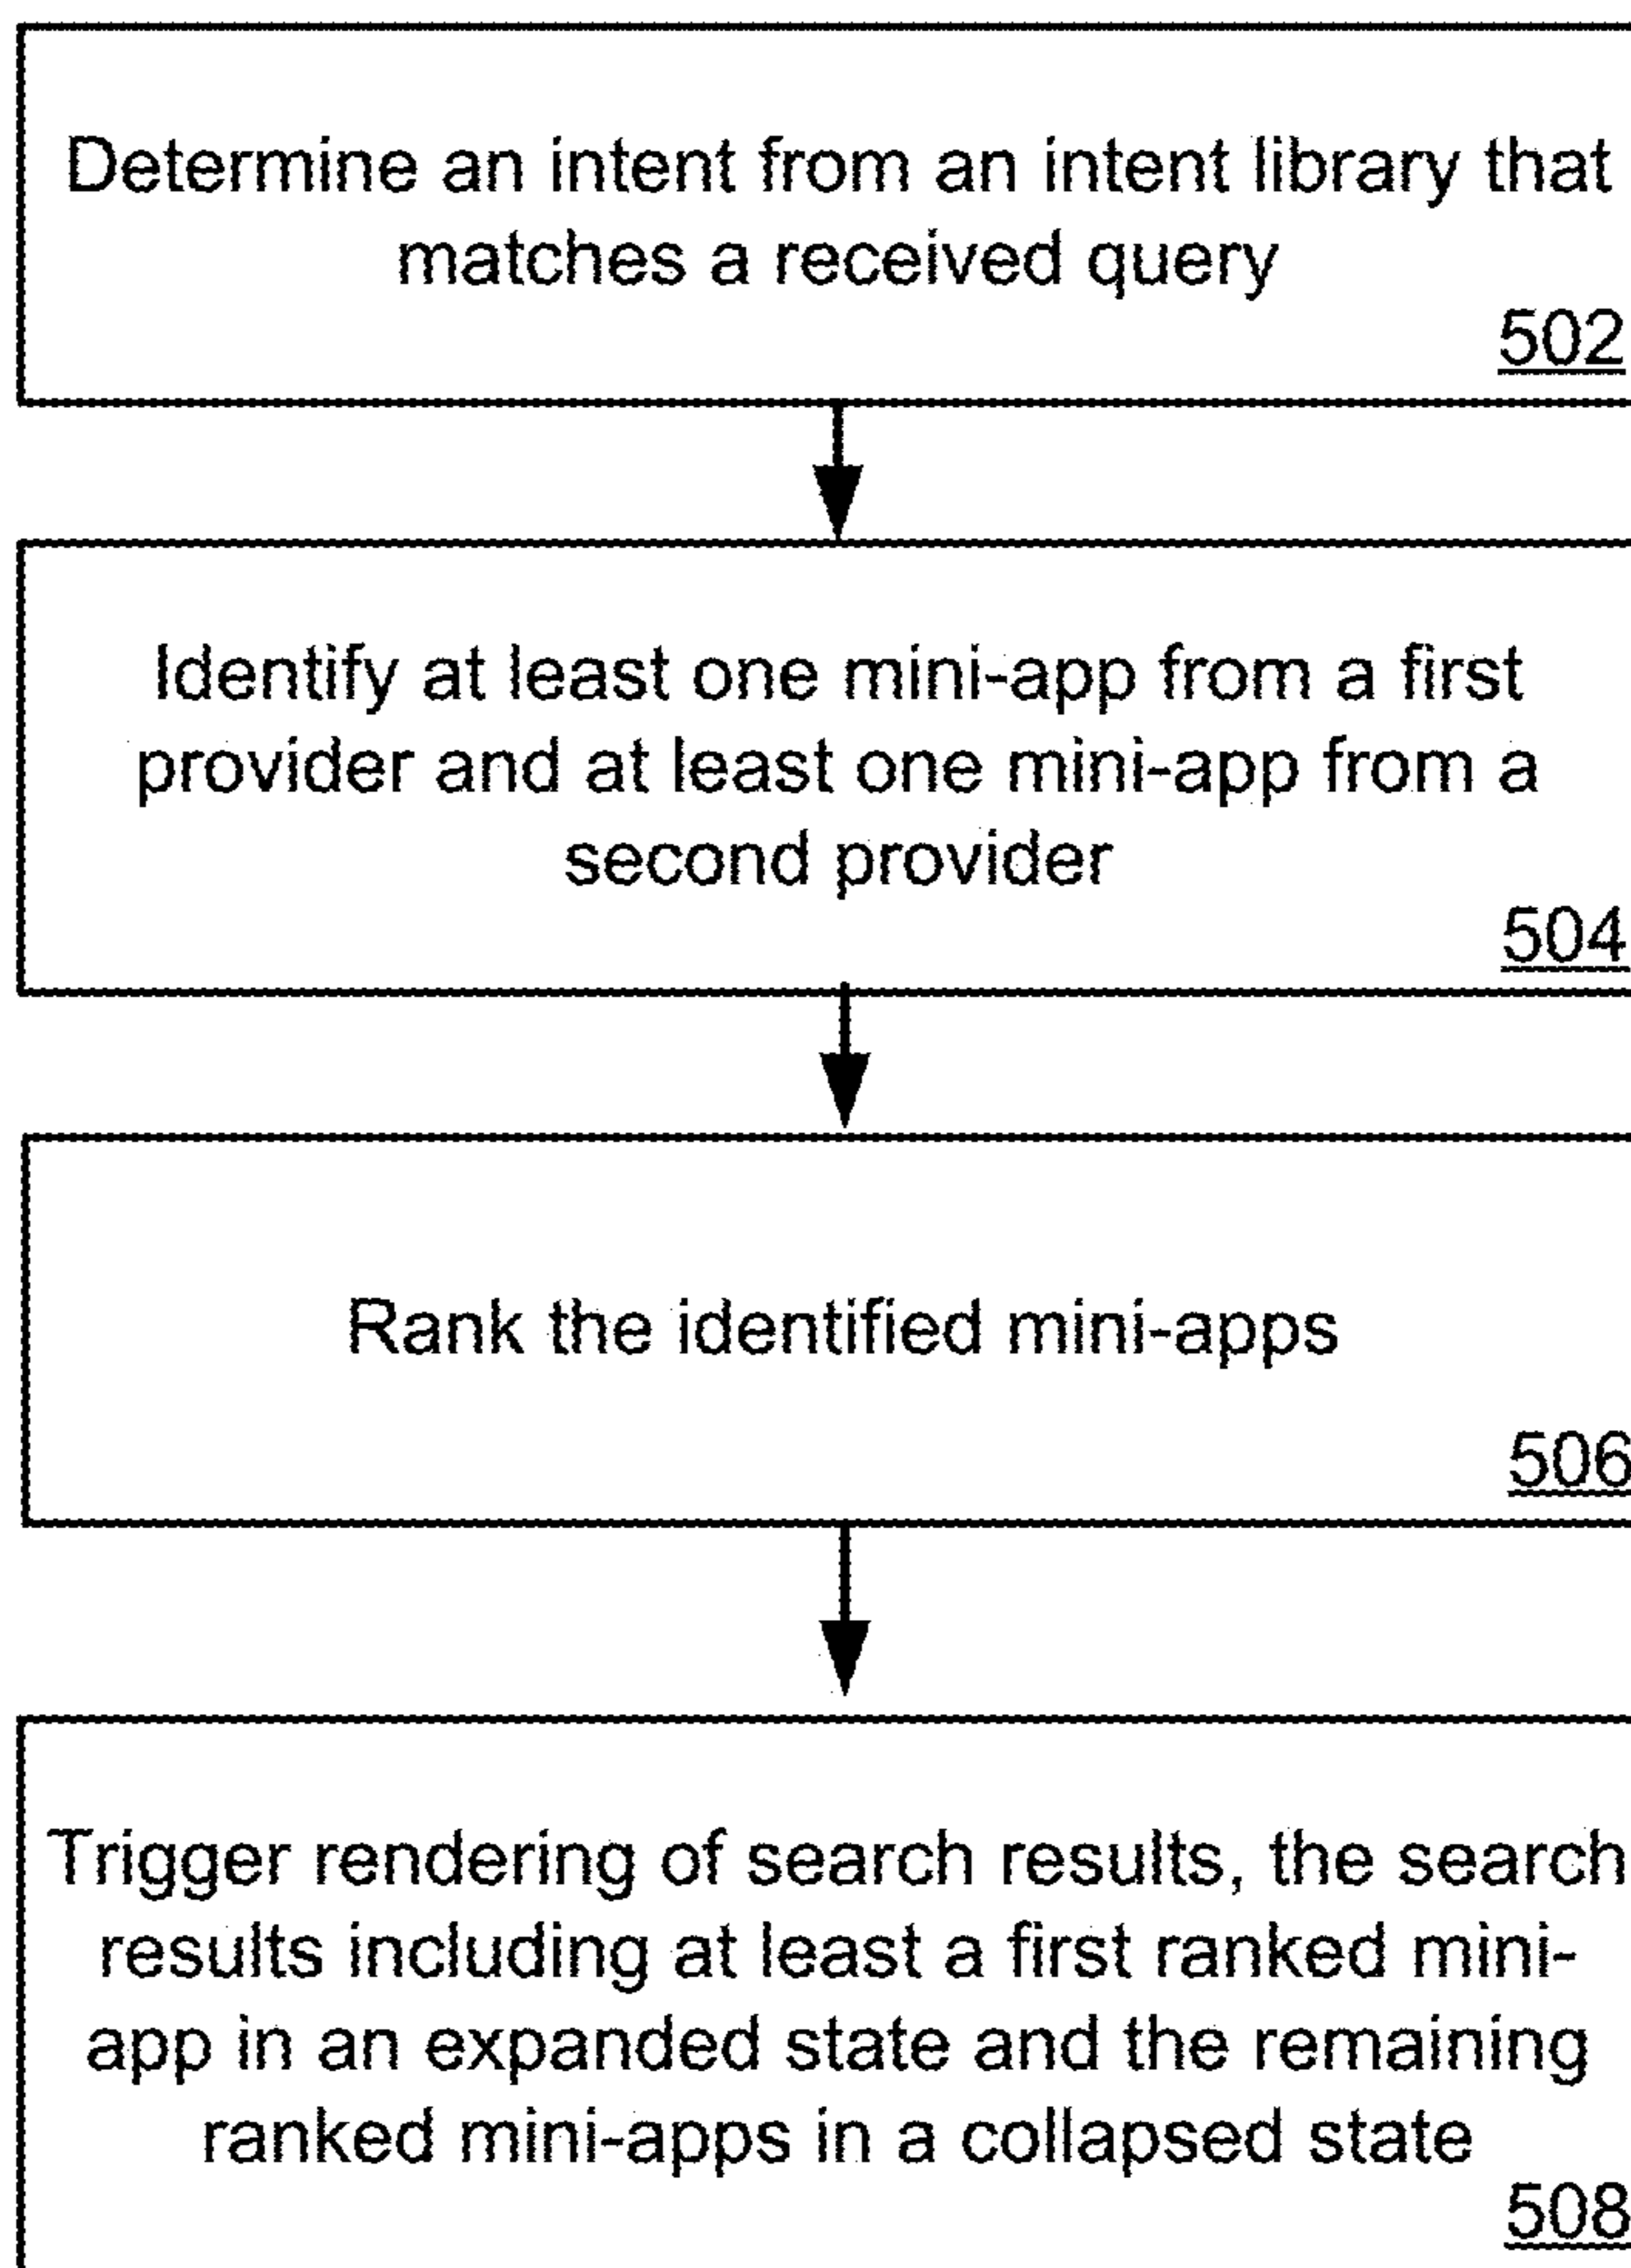 Determine an intent from an intent library that
matches a received query
502
Identify at least one mini-app from a first
provider and at least one mini-app from a
second provider
504
Rank the identified mini-apps
506
Trigger rendering of search results, the search
results including at least a first ranked mini-
app in an expanded state and the remaining
ranked mini-apps in a collapsed state
508